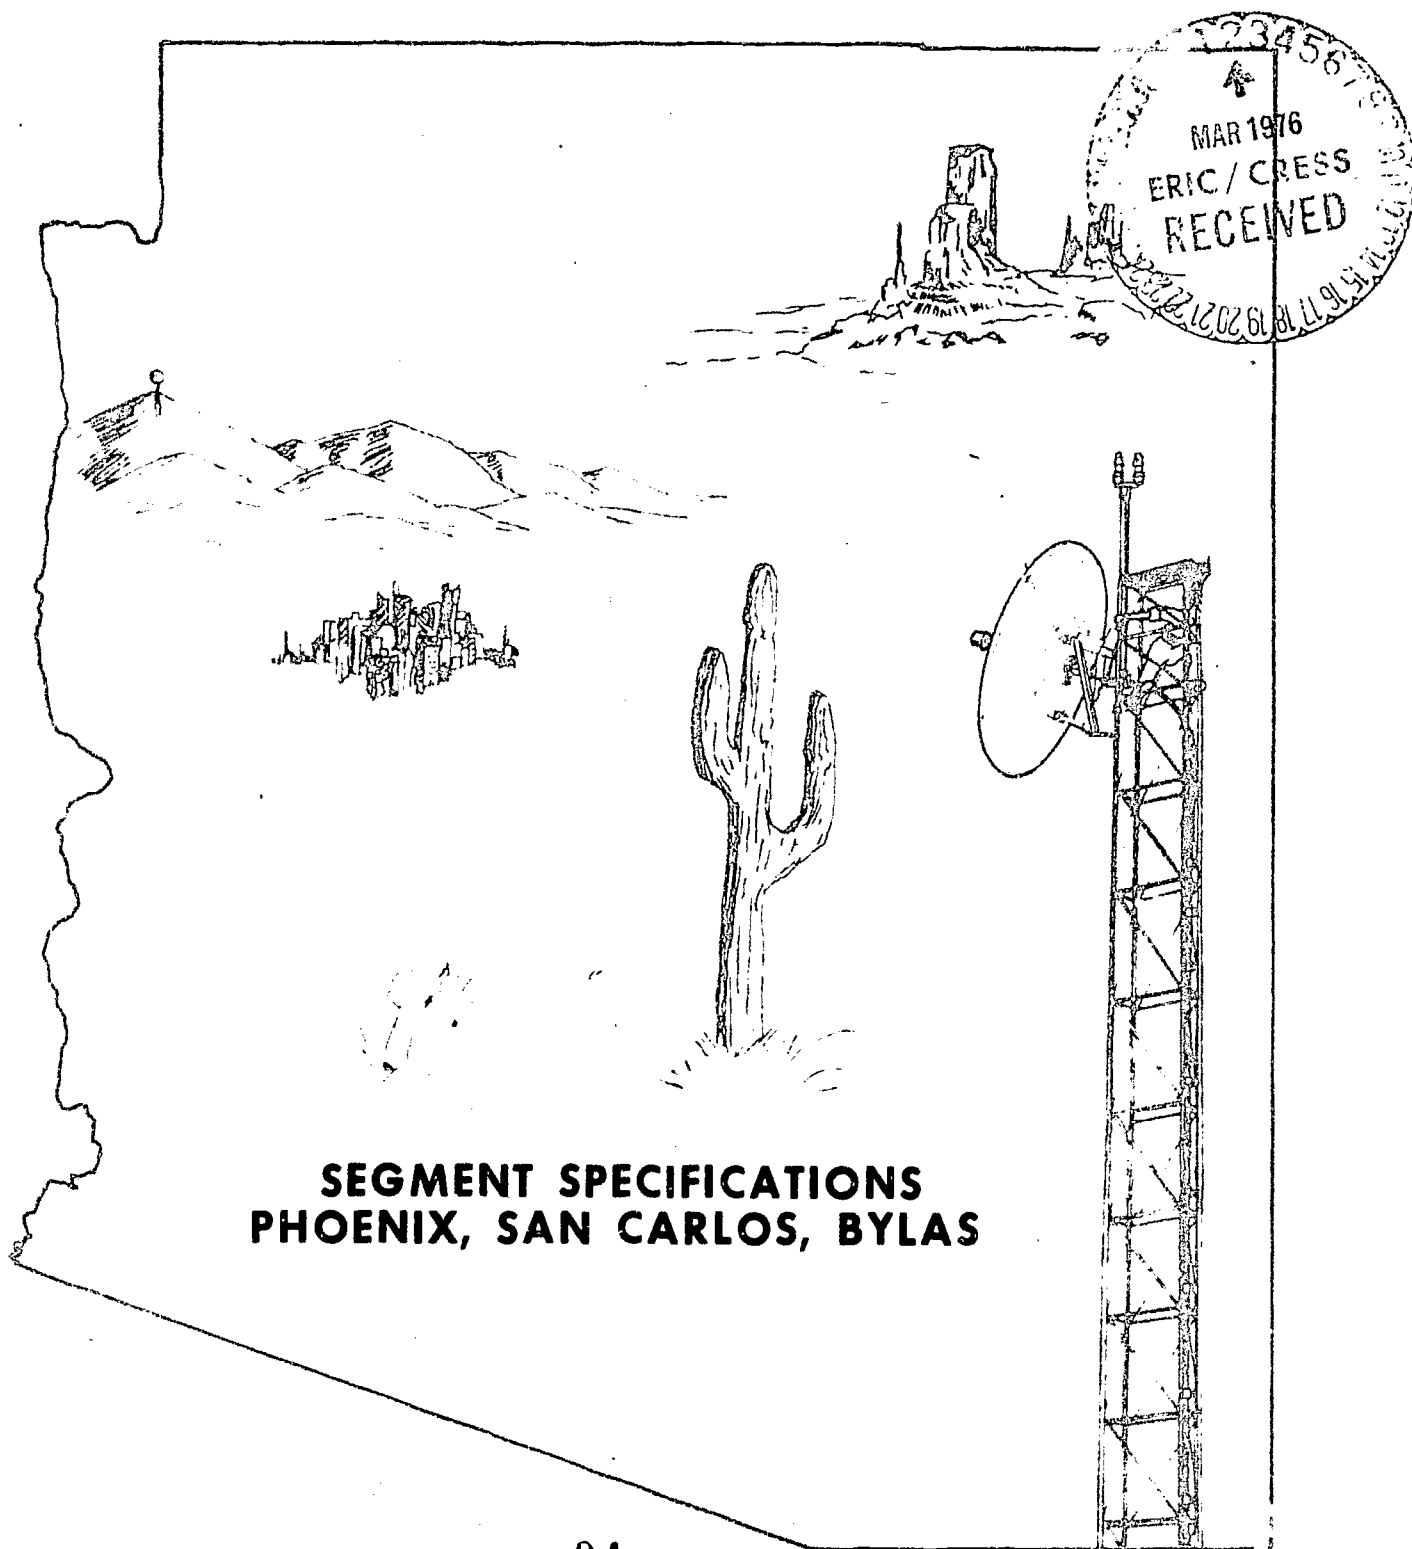 MAR 1976
ERIC / CRESS
RECEIVED
SEGMENT SPECIFICATIONS
PHOENIX, SAN CARLOS, BYLAS